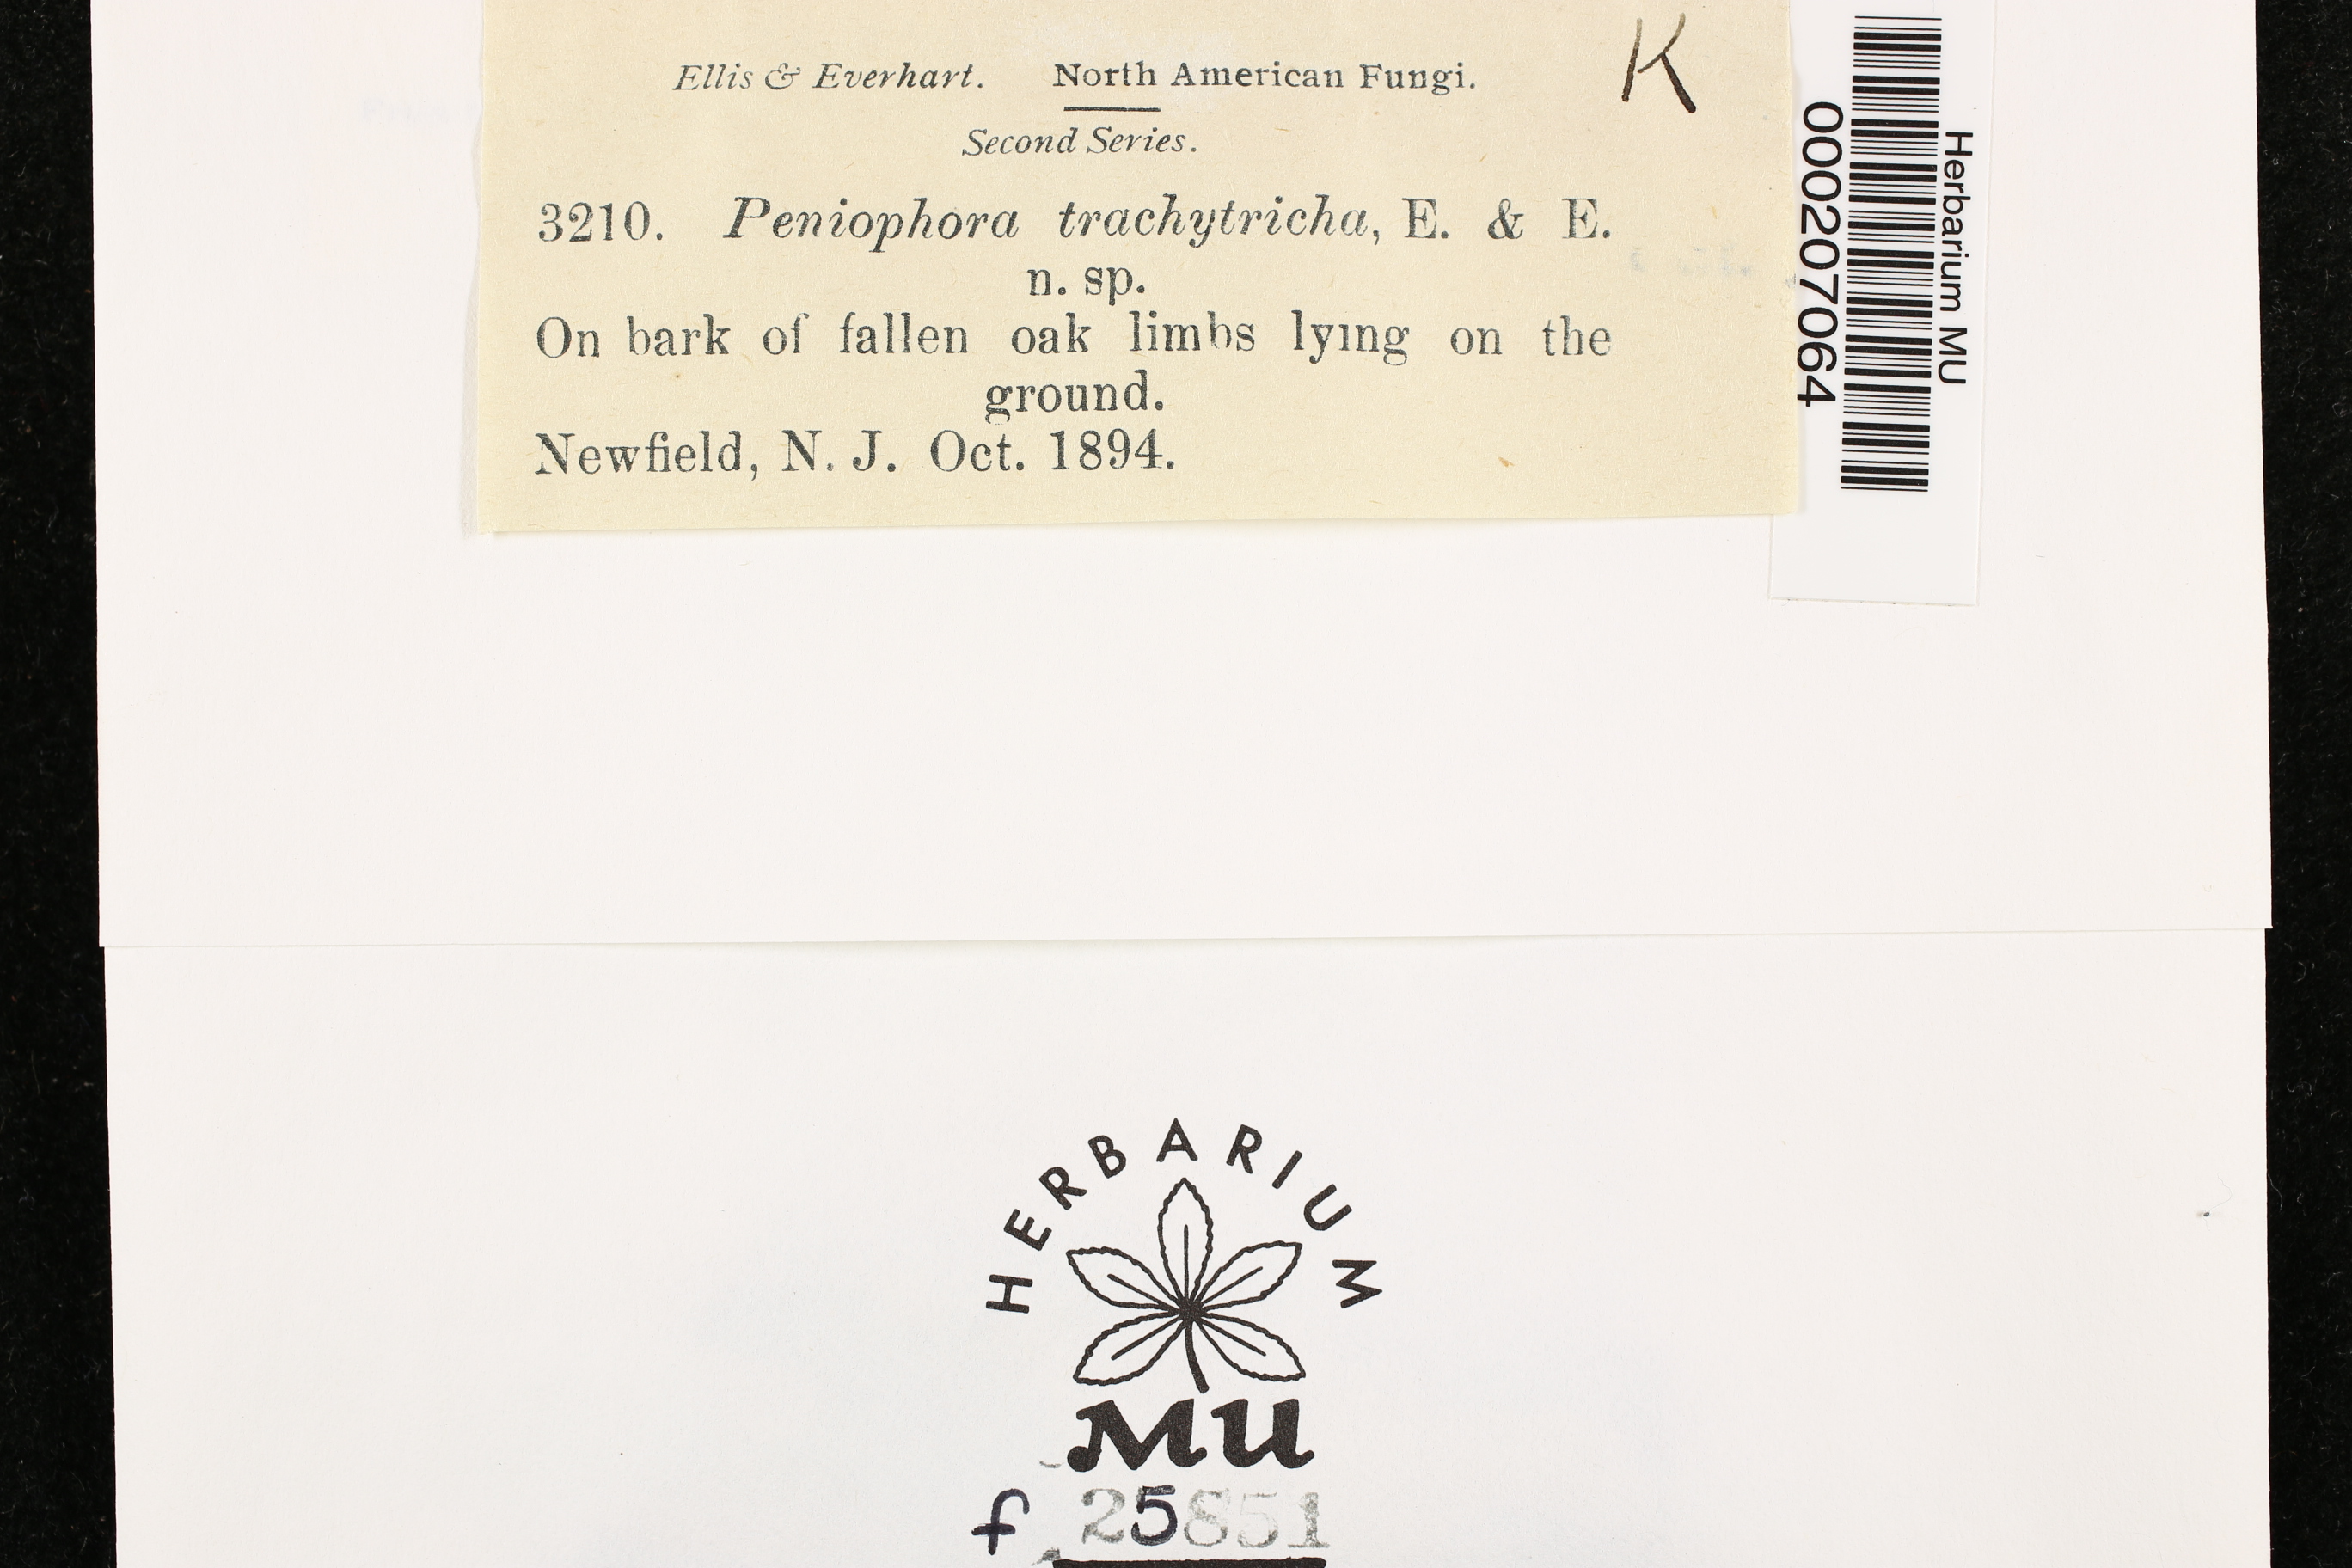 Ellis & Everhart. North American Fungi.
K
Second Series.
3210. Peniophora trachytricha, E. & E.
n. sp.
On bark of fallen oak limbs lying on the
ground.
Newfield, N. J. Oct. 1894.
Herbarium MU
000207064
HERBARIUM
MU
f 25851